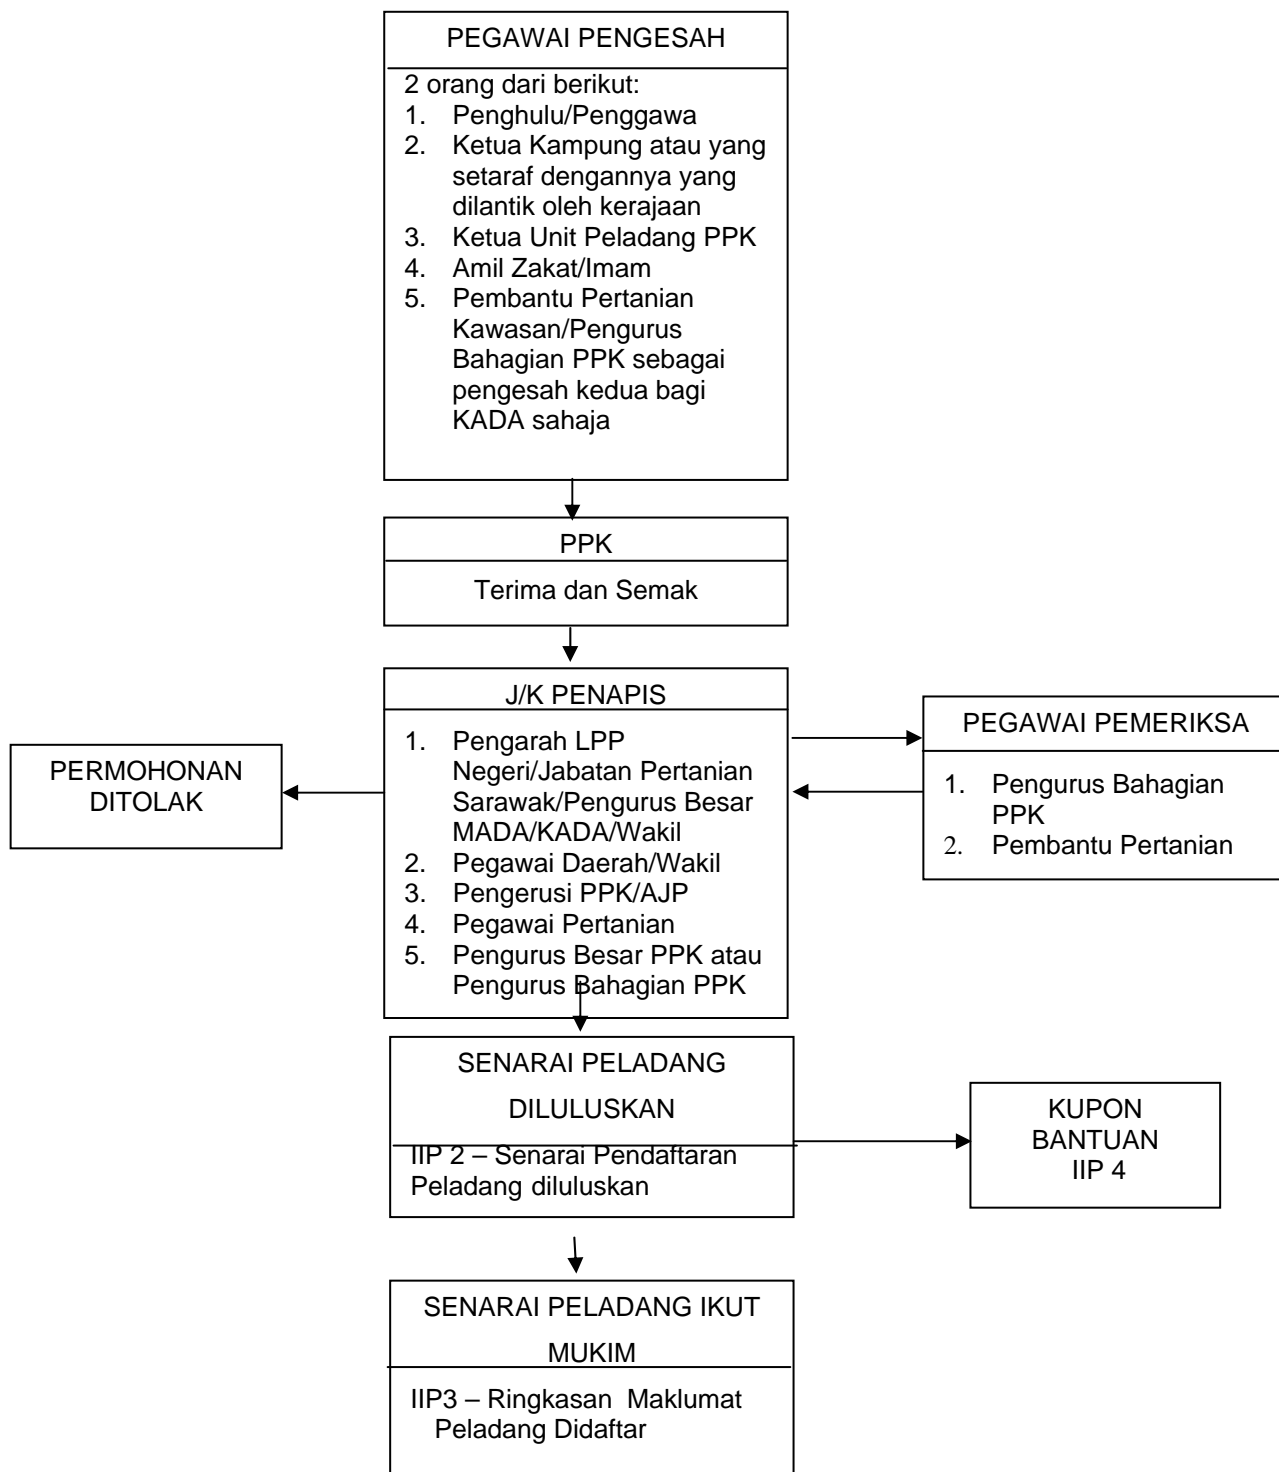 PEGAWAI PENGESAH
2 orang dari berikut:
1. Penghulu/Penggawa
2. Ketua Kampung atau yang
setaraf dengannya yang
dilantik oleh kerajaan
3. Ketua Unit Peladang PPK
4. Amil Zakat/Imam
5. Pembantu Pertanian
Kawasan/Pengurus
Bahagian PPK sebagai
pengesah kedua bagi
KADA sahaja
PPK
Terima dan Semak
J/K PENAPIS
1. Pengarah LPP
Negeri/Jabatan Pertanian
Sarawak/Pengurus Besar
MADA/KADA/Wakil
2. Pegawai Daerah/Wakil
3. Pengerusi PPK/AJP
4. Pegawai Pertanian
5. Pengurus Besar PPK atau
Pengurus Bahagian PPK
PEGAWAI PEMERIKSA
1. Pengurus Bahagian
PPK
2. Pembantu Pertanian
PERMOHONAN
DITOLAK
SENARAI PELADANG
DILULUSKAN
IIP 2 – Senarai Pendaftaran
Peladang diluluskan
KUPON
BANTUAN
IIP 4
SENARAI PELADANG IKUT
MUKIM
IIP3 – Ringkasan Maklumat
Peladang Didaftar